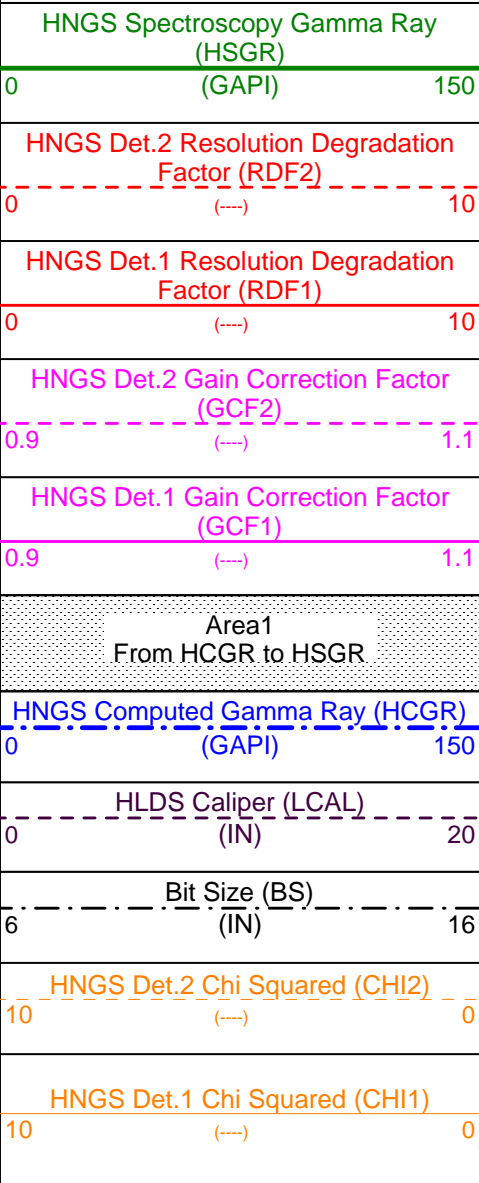 HNGS Spectroscopy Gamma Ray
(HSGR)
0 (GAPI) 150
HNGS Det.2 Resolution Degradation
Factor (RDF2)
0 (----) 10
HNGS Det.1 Resolution Degradation
Factor (RDF1)
0 (----) 10
HNGS Det.2 Gain Correction Factor
(GCF2)
0.9 (----) 1.1
HNGS Det.1 Gain Correction Factor
(GCF1)
0.9 (----) 1.1
Area1
From HCGR to HSGR
HNGS Computed Gamma Ray (HCGR)
0 (GAPI) 150
HLDS Caliper (LCAL)
0 (IN) 20
Bit Size (BS)
6 (IN) 16
HNGS Det.2 Chi Squared (CHI2)
10 (----) 0
HNGS Det.1 Chi Squared (CHI1)
10 (----) 0